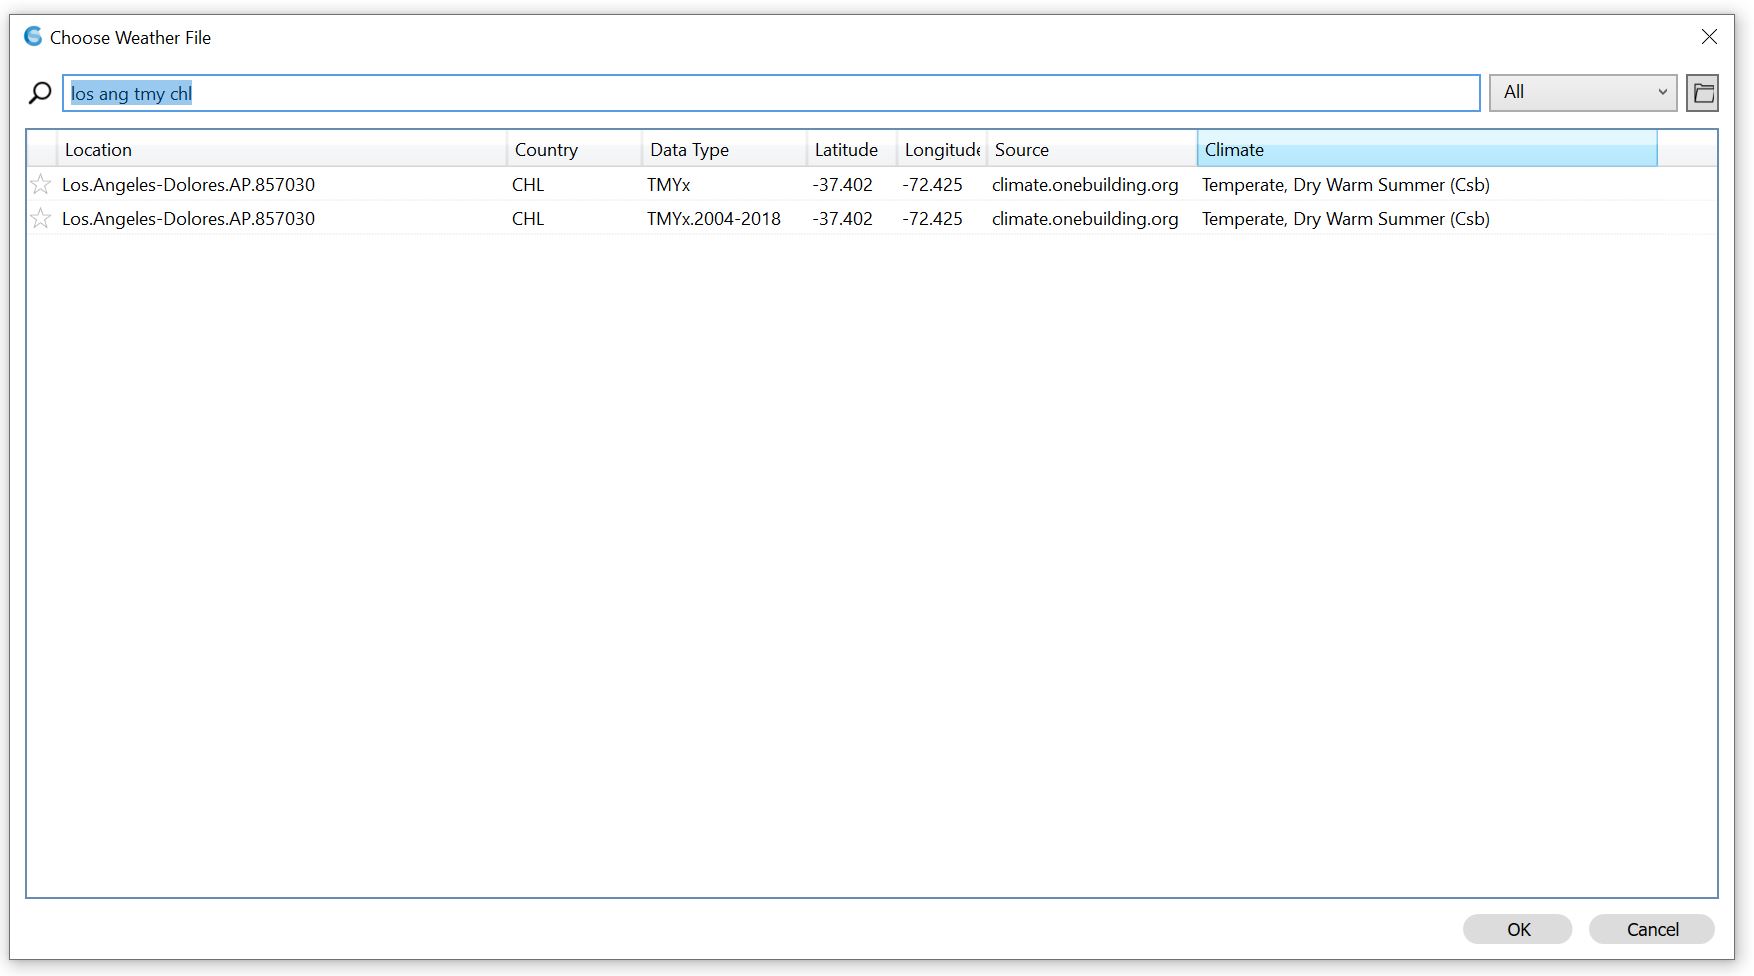 Choose Weather File
los ang tmy chl All
Location Country Data Type Latitude Longitude Source Climate
Los.Angeles-Dolores.AP.857030 CHL TMYx -37.402 -72.425 climate.onebuilding.org Temperate, Dry Warm Summer (Csb)
Los.Angeles-Dolores.AP.857030 CHL TMYx.2004-2018 -37.402 -72.425 climate.onebuilding.org Temperate, Dry Warm Summer (Csb)
OK Cancel